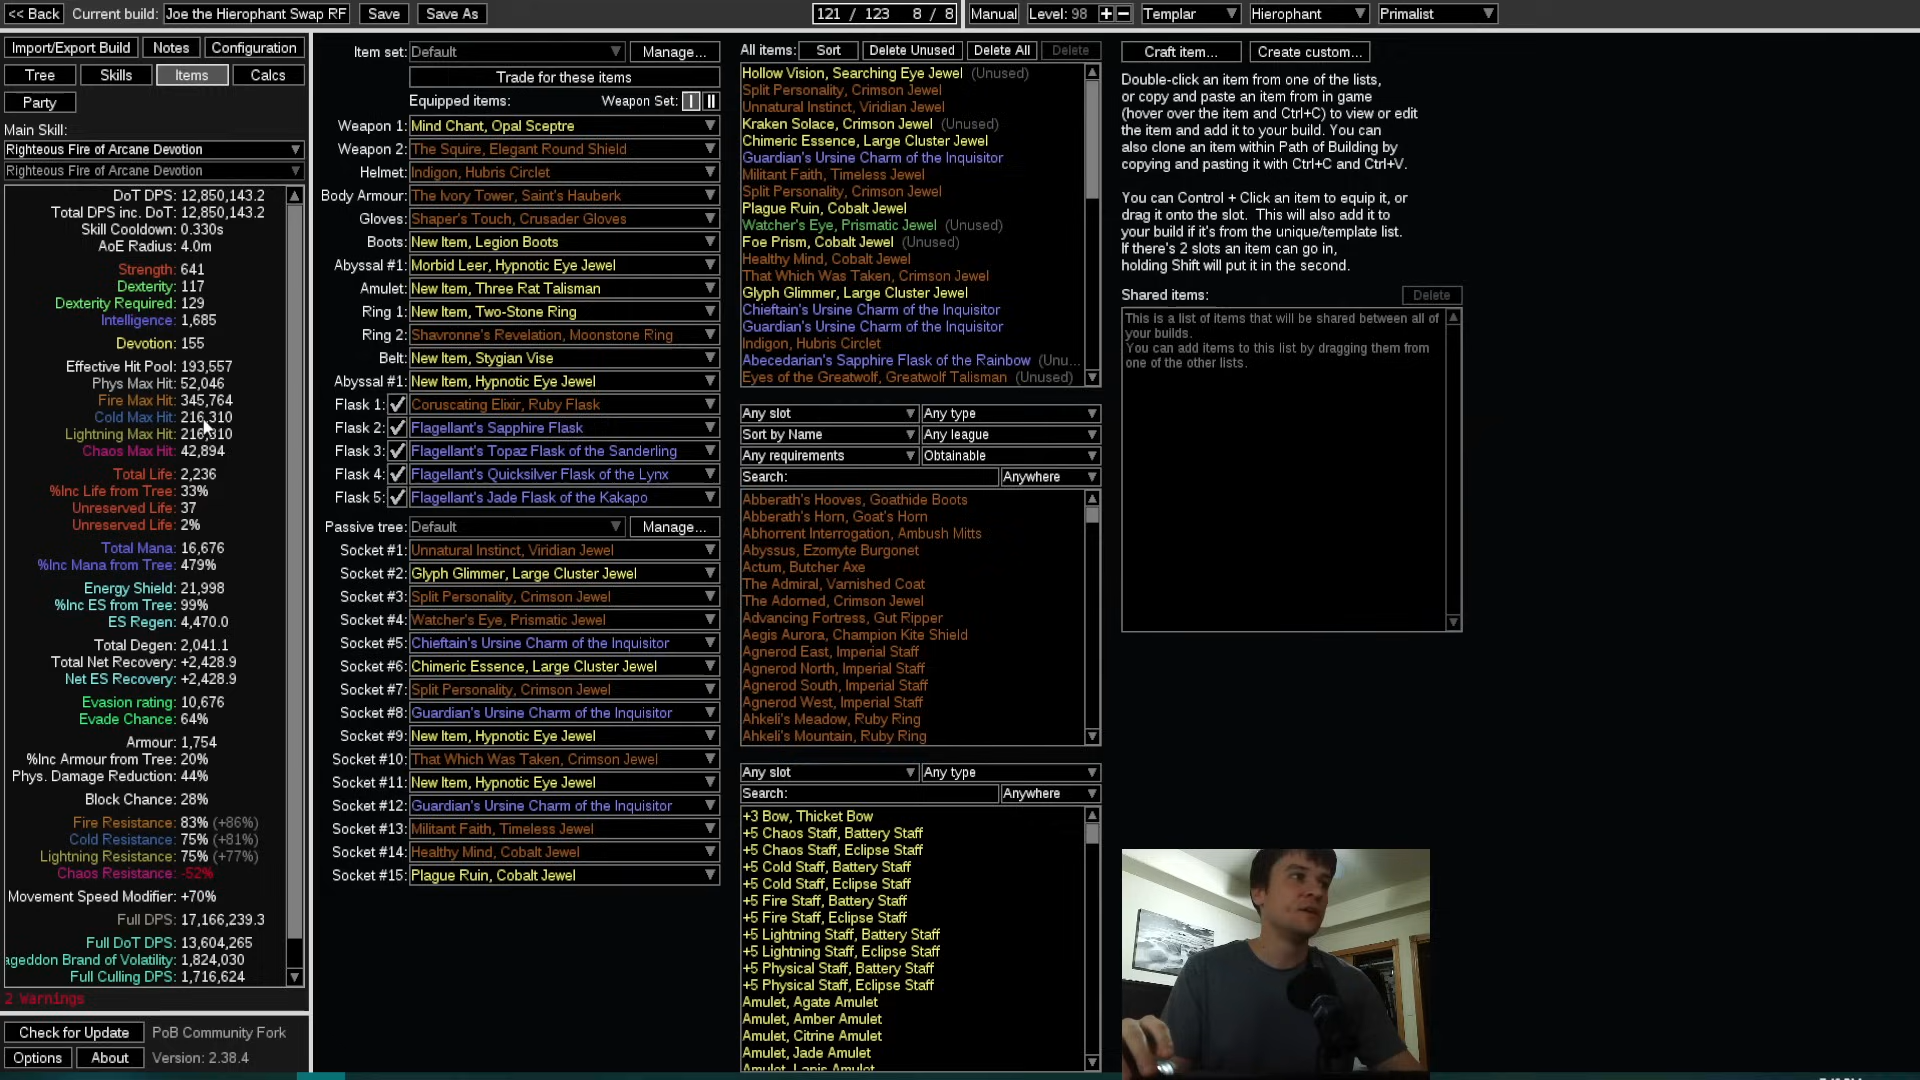 << Back
Current build:
Joe the Hierophant Swap RF
Save
Save As
121 / 123 8 / 8
Manual
Level: 98
Templar
Hierophant
Primalist
Import/Export Build
Notes
Configuration
Tree
Skills
Items
Calcs
Party
Main Skill:
Righteous Fire of Arcane Devotion
Righteous Fire of Arcane Devotion
DoT DPS: 12,850,143.2
Total DPS inc. DoT: 12,850,143.2
Skill Cooldown: 0.330s
AoE Radius: 4.0m
Strength: 641
Dexterity: 117
Dexterity Required: 129
Intelligence: 1,685
Devotion: 155
Effective Hit Pool: 193,557
Phys Max Hit: 52,046
Fire Max Hit: 345,764
Cold Max Hit: 216,310
Lightning Max Hit: 216,310
Chaos Max Hit: 42,894
Total Life: 2,236
%Inc Life from Tree: 33%
Unreserved Life: 37
Unreserved Life: 2%
Total Mana: 16,676
%Inc Mana from Tree: 479%
Energy Shield: 21,998
%Inc ES from Tree: 99%
ES Regen: 4,470.0
Total Degen: 2,041.1
Total Net Recovery: +2,428.9
Net ES Recovery: +2,428.9
Evasion rating: 10,676
Evade Chance: 64%
Armour: 1,754
%Inc Armour from Tree: 20%
Phys. Damage Reduction: 44%
Block Chance: 28%
Fire Resistance: 83% (+86%)
Cold Resistance: 75% (+81%)
Lightning Resistance: 75% (+77%)
Chaos Resistance: -52%
Movement Speed Modifier: +70%
Full DPS: 17,166,239.3
Full DoT DPS: 13,604,265
ageddon Brand of Volatility: 1,824,030
Full Culling DPS: 1,716,624
2 Warnings
Check for Update
PoB Community Fork
Options
About
Version: 2.38.4
Item set:
Default
Manage...
Trade for these items
Equipped items:
Weapon Set:
I
II
Weapon 1: Mind Chant, Opal Sceptre
Weapon 2: The Squire, Elegant Round Shield
Helmet: Indigon, Hubris Circlet
Body Armour: The Ivory Tower, Saint's Hauberk
Gloves: Shaper's Touch, Crusader Gloves
Boots: New Item, Legion Boots
Abyssal #1: Morbid Leer, Hypnotic Eye Jewel
Amulet: New Item, Three Rat Talisman
Ring 1: New Item, Two-Stone Ring
Ring 2: Shavronne's Revelation, Moonstone Ring
Belt: New Item, Stygian Vise
Abyssal #1: New Item, Hypnotic Eye Jewel
Flask 1: Coruscating Elixir, Ruby Flask
Flask 2: Flagellant's Sapphire Flask
Flask 3: Flagellant's Topaz Flask of the Sanderling
Flask 4: Flagellant's Quicksilver Flask of the Lynx
Flask 5: Flagellant's Jade Flask of the Kakapo
Passive tree:
Default
Manage...
Socket #1: Unnatural Instinct, Viridian Jewel
Socket #2: Glyph Glimmer, Large Cluster Jewel
Socket #3: Split Personality, Crimson Jewel
Socket #4: Watcher's Eye, Prismatic Jewel
Socket #5: Chieftain's Ursine Charm of the Inquisitor
Socket #6: Chimeric Essence, Large Cluster Jewel
Socket #7: Split Personality, Crimson Jewel
Socket #8: Guardian's Ursine Charm of the Inquisitor
Socket #9: New Item, Hypnotic Eye Jewel
Socket #10: That Which Was Taken, Crimson Jewel
Socket #11: New Item, Hypnotic Eye Jewel
Socket #12: Guardian's Ursine Charm of the Inquisitor
Socket #13: Militant Faith, Timeless Jewel
Socket #14: Healthy Mind, Cobalt Jewel
Socket #15: Plague Ruin, Cobalt Jewel
All items:
Sort
Delete Unused
Delete All
Delete
Hollow Vision, Searching Eye Jewel (Unused)
Split Personality, Crimson Jewel
Unnatural Instinct, Viridian Jewel
Kraken Solace, Crimson Jewel (Unused)
Chimeric Essence, Large Cluster Jewel
Guardian's Ursine Charm of the Inquisitor
Militant Faith, Timeless Jewel
Split Personality, Crimson Jewel
Plague Ruin, Cobalt Jewel
Watcher's Eye, Prismatic Jewel (Unused)
Foe Prism, Cobalt Jewel (Unused)
Healthy Mind, Cobalt Jewel
That Which Was Taken, Crimson Jewel
Glyph Glimmer, Large Cluster Jewel
Chieftain's Ursine Charm of the Inquisitor
Guardian's Ursine Charm of the Inquisitor
Indigon, Hubris Circlet
Abecedarian's Sapphire Flask of the Rainbow (Unu...
Eyes of the Greatwolf, Greatwolf Talisman (Unused)
Any slot
Any type
Sort by Name
Any league
Any requirements
Obtainable
Search:
Anywhere
Abberath's Hooves, Goathide Boots
Abberath's Horn, Goat's Horn
Abhorrent Interrogation, Ambush Mitts
Abyssus, Ezomyte Burgonet
Actum, Butcher Axe
The Admiral, Varnished Coat
The Adorned, Crimson Jewel
Advancing Fortress, Gut Ripper
Aegis Aurora, Champion Kite Shield
Agnerod East, Imperial Staff
Agnerod North, Imperial Staff
Agnerod South, Imperial Staff
Agnerod West, Imperial Staff
Ahkeli's Meadow, Ruby Ring
Ahkeli's Mountain, Ruby Ring
Any slot
Any type
Search:
Anywhere
+3 Bow, Thicket Bow
+5 Chaos Staff, Battery Staff
+5 Chaos Staff, Eclipse Staff
+5 Cold Staff, Battery Staff
+5 Cold Staff, Eclipse Staff
+5 Fire Staff, Battery Staff
+5 Fire Staff, Eclipse Staff
+5 Lightning Staff, Battery Staff
+5 Lightning Staff, Eclipse Staff
+5 Physical Staff, Battery Staff
+5 Physical Staff, Eclipse Staff
Amulet, Agate Amulet
Amulet, Amber Amulet
Amulet, Citrine Amulet
Amulet, Jade Amulet
Amulet, Lapis Amulet
Craft item...
Create custom...
Double-click an item from one of the lists,
or copy and paste an item from in game
(hover over the item and Ctrl+C) to view or edit
the item and add it to your build. You can
also clone an item within Path of Building by
copying and pasting it with Ctrl+C and Ctrl+V.
You can Control + Click an item to equip it, or
drag it onto the slot. This will also add it to
your build if it's from the unique/template list.
If there's 2 slots an item can go in,
holding Shift will put it in the second.
Shared items:
Delete
This is a list of items that will be shared between all of
your builds.
You can add items to this list by dragging them from
one of the other lists.